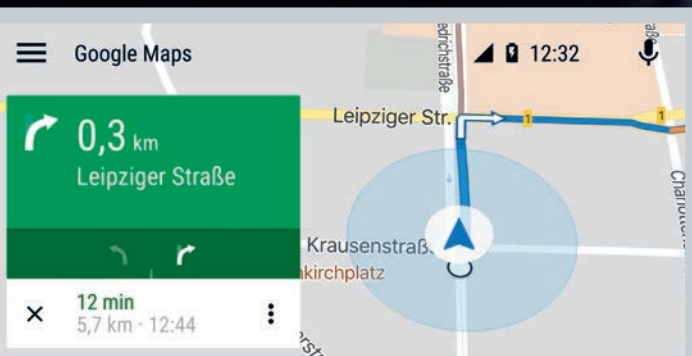 Google Maps
12:32
0,3 km
Leipziger Straße
12 min
5,7 km · 12:44
edrichstraße
Leipziger Str.
1
1
Krausenstraß
kirchplatz